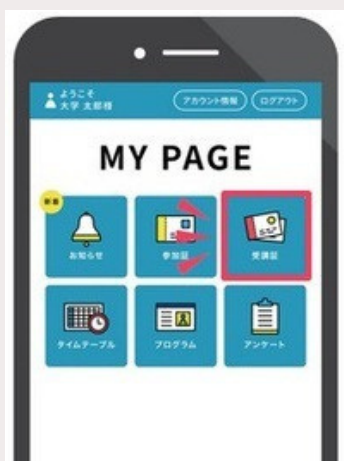 ようこそ
大学 太郎様
アカウント情報
ログアウト
MY PAGE
新着
お知らせ
参加証
受講証
タイムテーブル
プログラム
アンケート